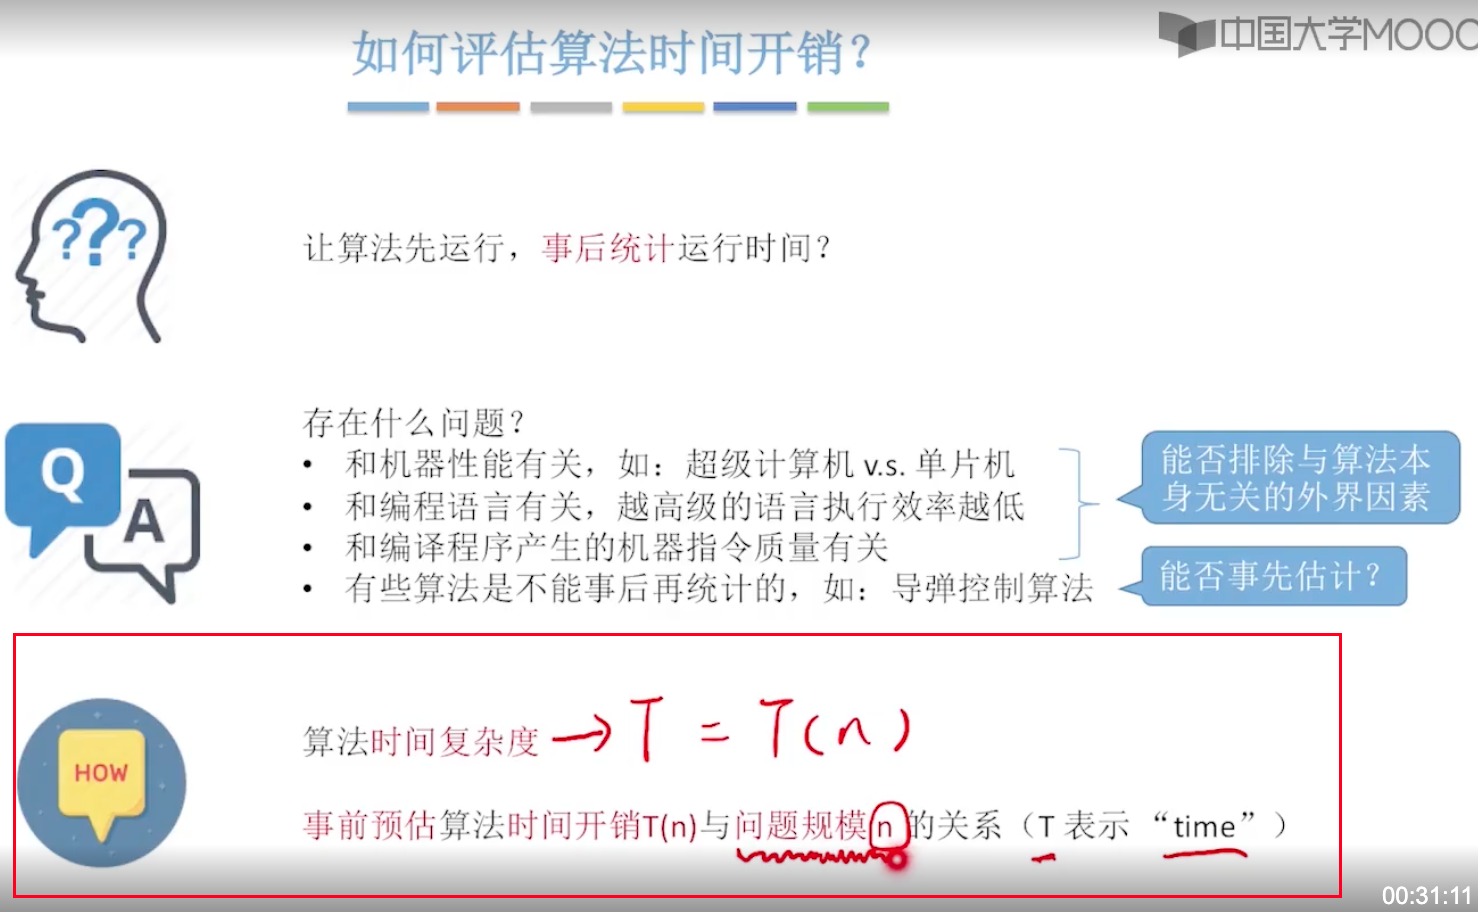 如何评估算法时间开销？
中国大学MOOC
???
让算法先运行，事后统计运行时间？
Q
A
存在什么问题？
• 和机器性能有关，如：超级计算机 v.s. 单片机
• 和编程语言有关，越高级的语言执行效率越低
• 和编译程序产生的机器指令质量有关
• 有些算法是不能事后再统计的，如：导弹控制算法
能否排除与算法本
身无关的外界因素
能否事先估计？
HOW
算法时间复杂度 → T = T(n)
事前预估算法时间开销T(n)与问题规模 n 的关系（T 表示 “time”）
00:31:11